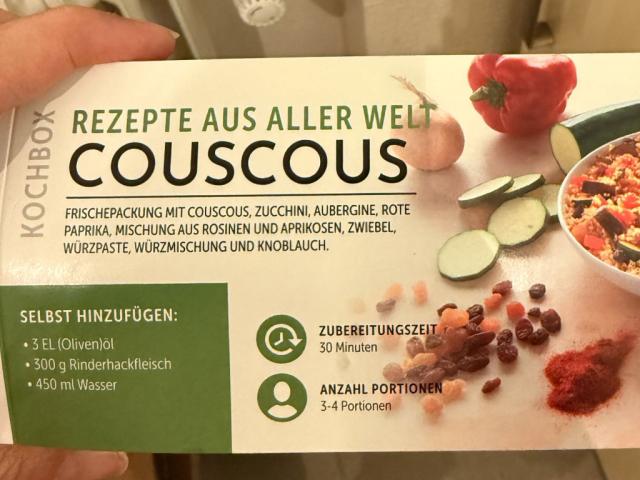 KOCHBOX
REZEPTE AUS ALLER WELT
COUSCOUS
FRISCHEPACKUNG MIT COUSCOUS, ZUCCHINI, AUBERGINE, ROTE
PAPRIKA, MISCHUNG AUS ROSINEN UND APRIKOSEN, ZWIEBEL,
WÜRZPASTE, WÜRZMISCHUNG UND KNOBLAUCH.
SELBST HINZUFÜGEN:
• 3 EL (Oliven)öl
• 300 g Rinderhackfleisch
• 450 ml Wasser
ZUBEREITUNGSZEIT
30 Minuten
ANZAHL PORTIONEN
3-4 Portionen